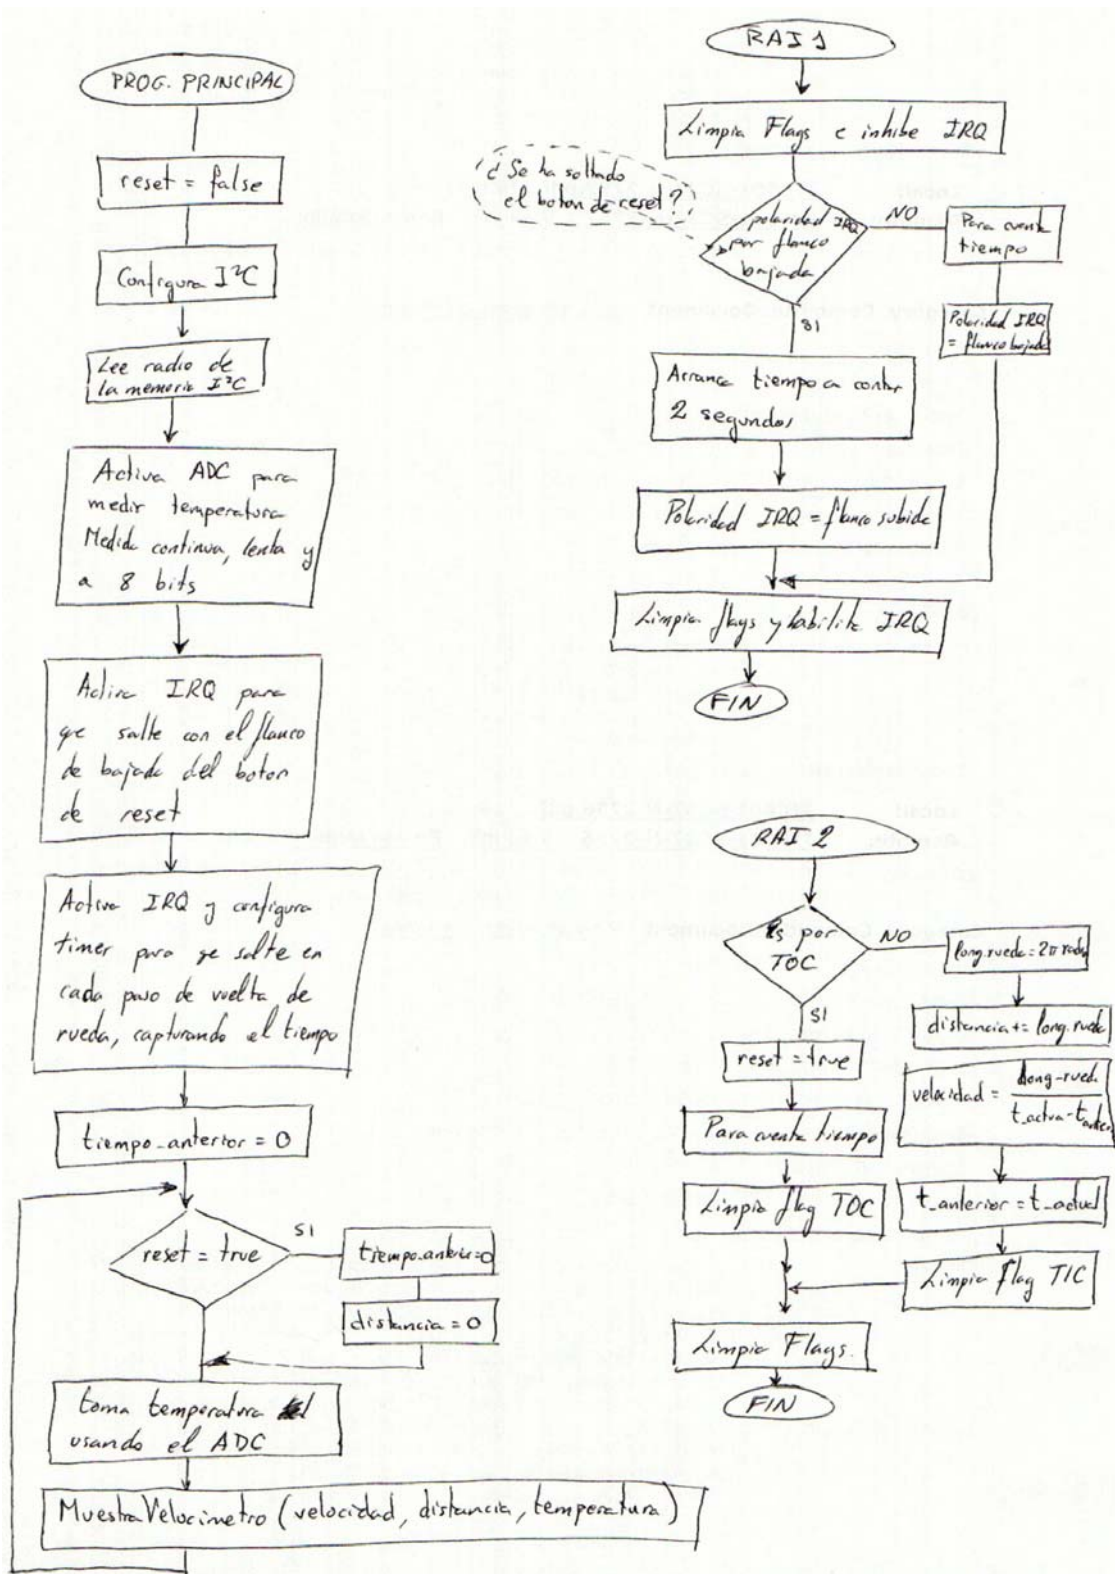 PROG. PRINCIPAL
reset = false
Configura I²C
Lee radio de
la memoria I²C
Activa ADC para
medir temperatura
Medida continua, lenta y
a 8 bits
Activa IRQ para
qe salte con el flanco
de bajada del boton
de reset
Activa IRQ y configura
timer para qe salte en
cada paso de vuelta de
rueda, capturando el tiempo
tiempo_anterior = 0
reset = true
SI
tiempo_anterior=0
distancia = 0
toma temperatura
usando el ADC
MuestraVelocimetro (velocidad, distancia, temperatura)
RAI 1
Limpia Flags e inhibe IRQ
¿Se ha soltado
el boton de reset?
polaridad IRQ
por flanco
bajada
NO
Para cuenta
tiempo
Polaridad IRQ
= flanco bajada
SI
Arranca tiempo a contar
2 segundos
Polaridad IRQ = flanco subida
Limpia flags y habilita IRQ
FIN
RAI 2
Es por
TOC
NO
long.rueda = 2π radio
distancia += long.rueda
velocidad = long_rueda
t_actua - t_anterior
t_anterior = t_actual
Limpia flag TIC
SI
reset = true
Para cuenta tiempo
Limpia flag TOC
Limpia Flags.
FIN